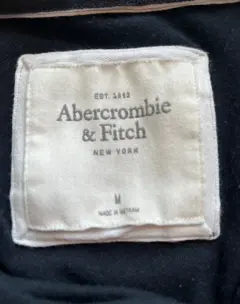 EST. 1892
Abercrombie
& Fitch
NEW YORK
M
MADE IN VIETNAM